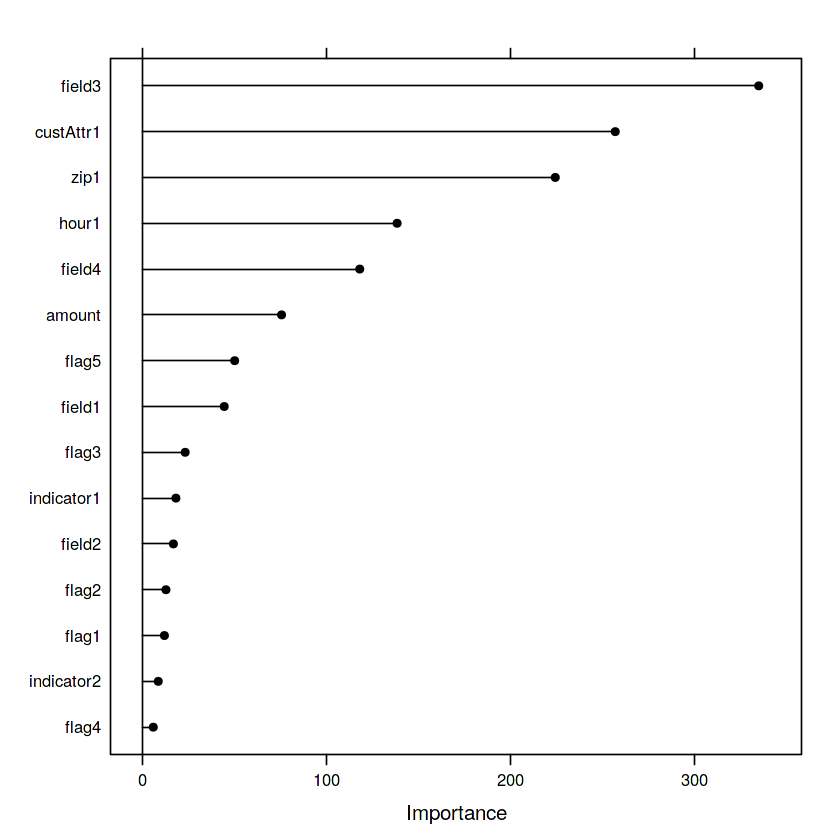 field3
custAttr1
zip1
hour1
field4
amount
flag5
field1
flag3
indicator1
field2
flag2
flag1
indicator2
flag4
0 100 200 300
Importance